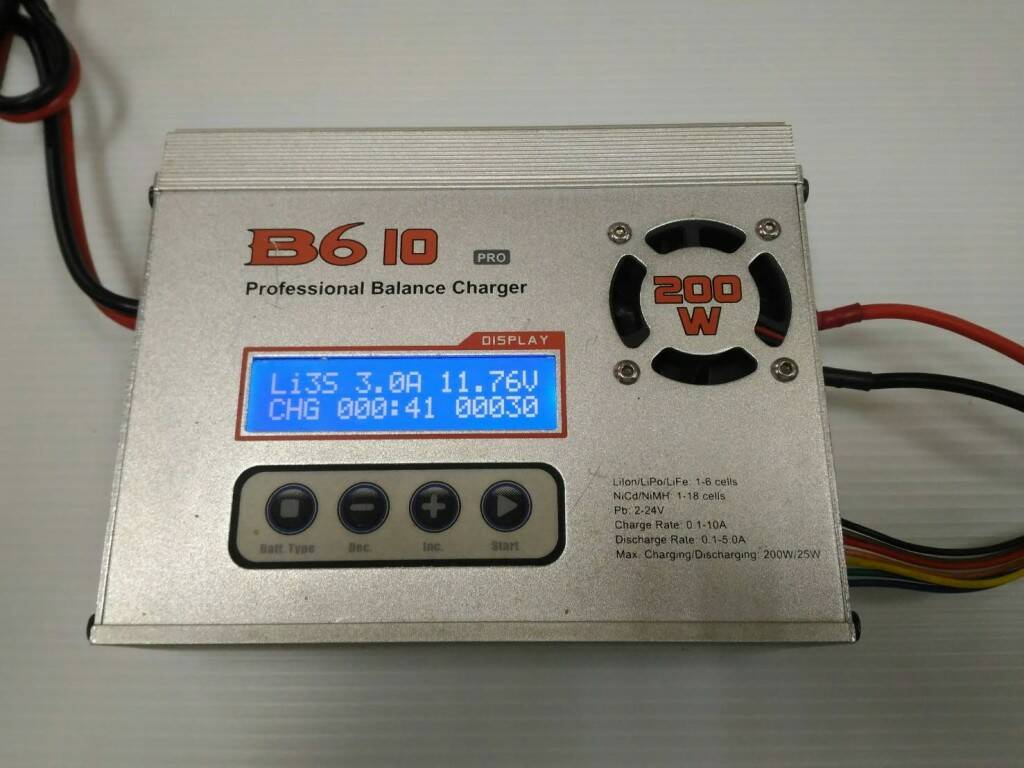 B6 10 PRO
Professional Balance Charger
200
W
DISPLAY
Li3S 3.0A 11.76V
CHG 000:41 00030
Batt Type Dec. Inc. Start
LiIon/LiPo/LiFe: 1-6 cells
NiCd/NiMH: 1-18 cells
Pb: 2-24V
Charge Rate: 0.1-10A
Discharge Rate: 0.1-5.0A
Max. Charging/Discharging: 200W/25W